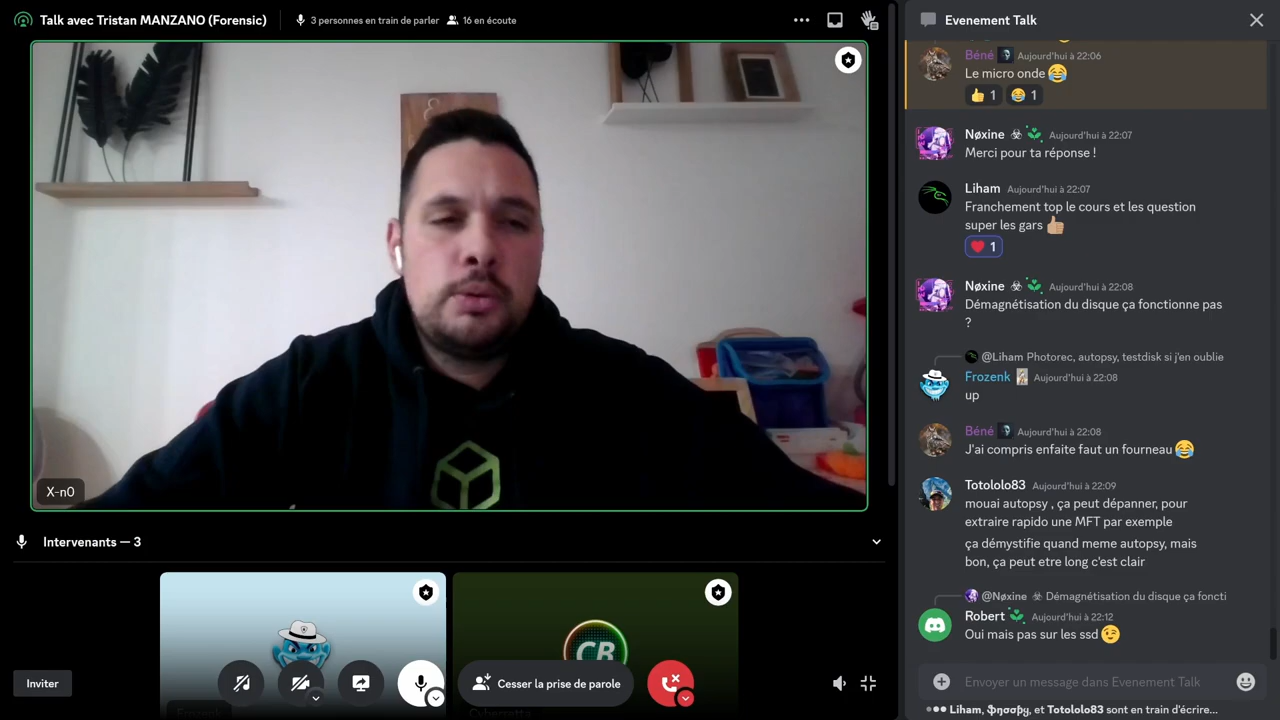 Talk avec Tristan MANZANO (Forensic)
3 personnes en train de parler
16 en écoute
X-n0
Intervenants — 3
CB
Inviter
Cesser la prise de parole
Evenement Talk
Béné Aujourd'hui à 22:06
Le micro onde 😂
👍 1 😂 1
Nøxine ☣ Aujourd'hui à 22:07
Merci pour ta réponse !
Liham Aujourd'hui à 22:07
Franchement top le cours et les question
super les gars 👍🏼
❤️ 1
Nøxine ☣ Aujourd'hui à 22:08
Démagnétisation du disque ça fonctionne pas
?
@Liham Photorec, autopsy, testdisk si j'en oublie
Frozenk Aujourd'hui à 22:08
up
Béné Aujourd'hui à 22:08
J'ai compris enfaite faut un fourneau 😂
Totololo83 Aujourd'hui à 22:09
mouai autopsy , ça peut dépanner, pour
extraire rapido une MFT par exemple
ça démystifie quand meme autopsy, mais
bon, ça peut etre long c'est clair
@Nøxine ☣ Démagnétisation du disque ça foncti
Robert Aujourd'hui à 22:12
Oui mais pas sur les ssd 😉
Envoyer un message dans Evenement Talk
Liham, et Totololo83 sont en train d'écrire...